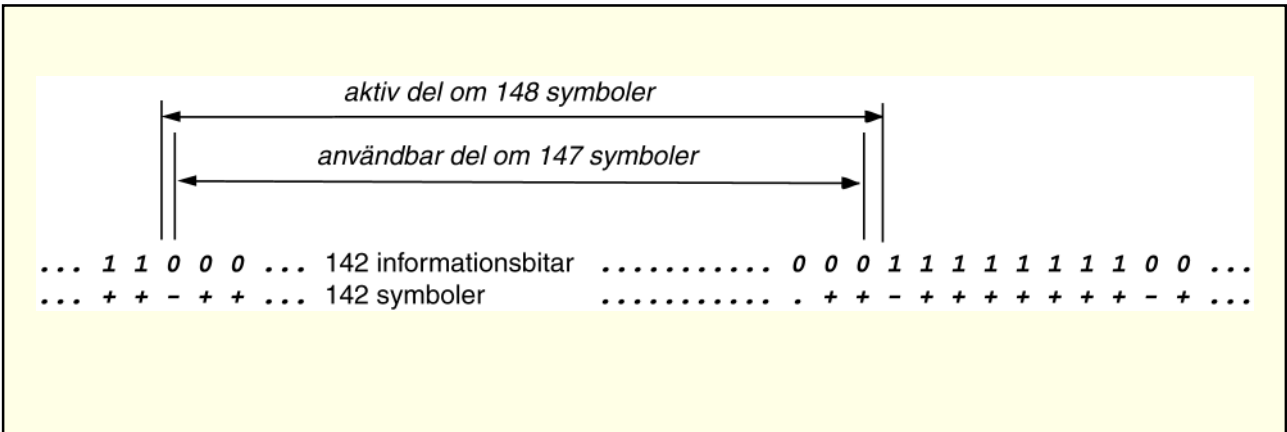 aktiv del om 148 symboler
användbar del om 147 symboler
... 1 1 0 0 0 ... 142 informationsbitar ........... 0 0 0 1 1 1 1 1 1 1 1 0 0 ...
... + + - + + ... 142 symboler ........... . + + - + + + + + + + - + ...